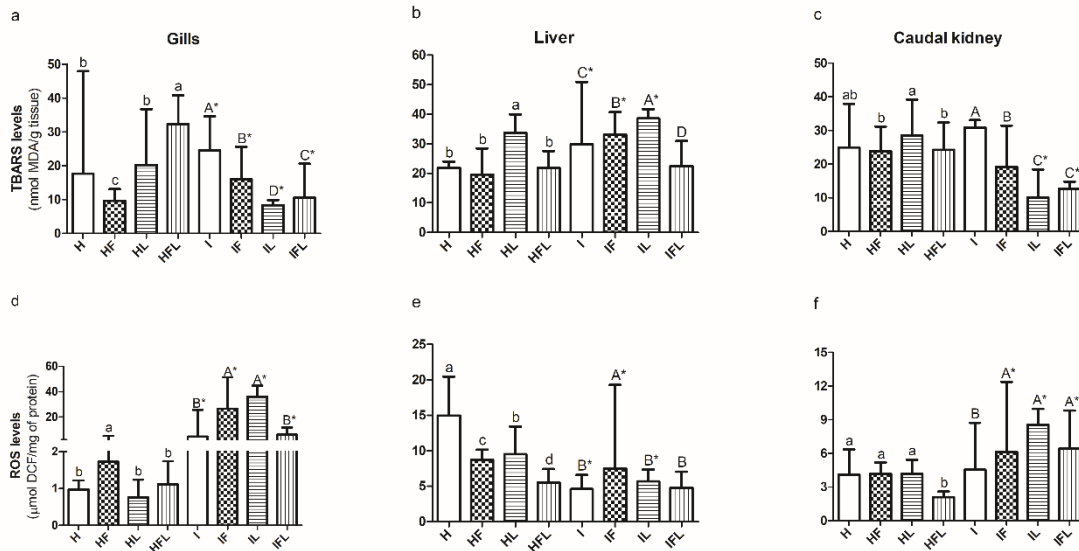 a
Gills
TBARS levels
(nmol MDA/g tissue)
50
40
30
20
10
0
b
c
b
a
A*
B*
D*
C*
H
HF
HL
HFL
I
IF
IL
IFL
b
Liver
60
50
40
30
20
10
0
b
b
a
b
C*
B*
A*
D
H
HF
HL
HFL
I
IF
IL
IFL
c
Caudal kidney
50
40
30
20
10
0
ab
b
a
b
A
B
C*
C*
H
HF
HL
HFL
I
IF
IL
IFL
d
ROS levels
(µmol DCF/mg of protein)
60
40
20
2
1
0
b
a
b
b
B*
A*
A*
B*
H
HF
HL
HFL
I
IF
IL
IFL
e
25
20
15
10
5
0
a
c
b
d
B*
A*
B*
B
H
HF
HL
HFL
I
IF
IL
IFL
f
15
12
9
6
3
0
a
a
a
b
B
A*
A*
A*
H
HF
HL
HFL
I
IF
IL
IFL